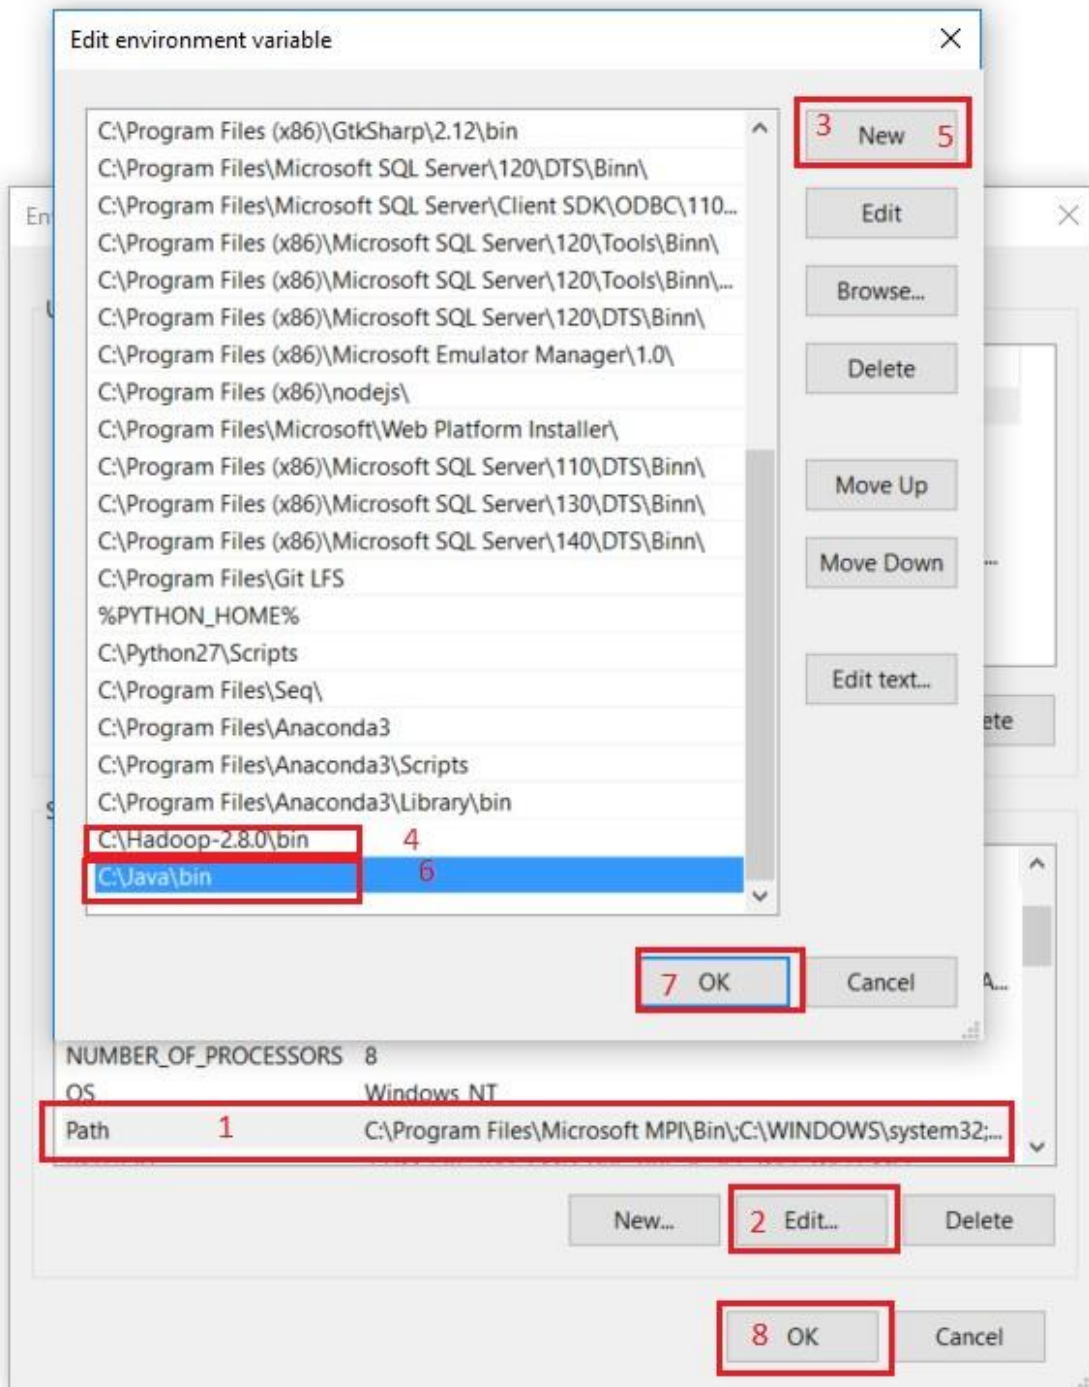 Edit environment variable
C:\Program Files (x86)\GtkSharp\2.12\bin
3 New 5
C:\Program Files\Microsoft SQL Server\120\DTS\Binn\
C:\Program Files\Microsoft SQL Server\Client SDK\ODBC\110...
Edit
C:\Program Files (x86)\Microsoft SQL Server\120\Tools\Binn\
C:\Program Files (x86)\Microsoft SQL Server\120\Tools\Binn\...
Browse...
C:\Program Files (x86)\Microsoft SQL Server\120\DTS\Binn\
C:\Program Files (x86)\Microsoft Emulator Manager\1.0\
Delete
C:\Program Files (x86)\nodejs\
C:\Program Files\Microsoft\Web Platform Installer\
C:\Program Files (x86)\Microsoft SQL Server\110\DTS\Binn\
Move Up
C:\Program Files (x86)\Microsoft SQL Server\130\DTS\Binn\
C:\Program Files (x86)\Microsoft SQL Server\140\DTS\Binn\
Move Down
...
C:\Program Files\Git LFS
%PYTHON_HOME%
C:\Python27\Scripts
C:\Program Files\Seq\
Edit text...
C:\Program Files\Anaconda3
ete
C:\Program Files\Anaconda3\Scripts
C:\Program Files\Anaconda3\Library\bin
C:\Hadoop-2.8.0\bin 4
C:\Java\bin 6
7 OK
Cancel
A...
NUMBER_OF_PROCESSORS 8
OS Windows_NT
Path 1 C:\Program Files\Microsoft MPI\Bin\;C:\WINDOWS\system32;...
New...
2 Edit...
Delete
8 OK
Cancel